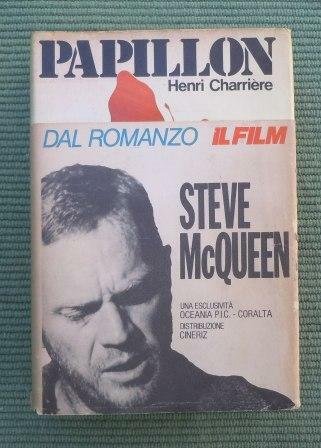 PAPILLON
Henri Charrière
DAL ROMANZO IL FILM
STEVE
McQUEEN
UNA ESCLUSIVITÀ
OCEANIA P.I.C. - CORALTA
DISTRIBUZIONE
CINERIZ